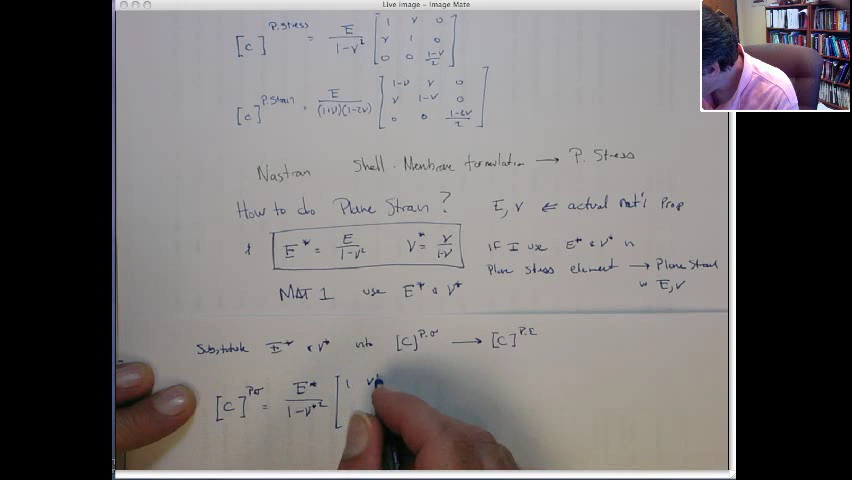 Live Image - Image Mate
[C]^{P.Stress} = E/(1-ν²) [1 ν 0; ν 1 0; 0 0 (1-ν)/2]
[C]^{P.Strain} = E/((1+ν)(1-2ν)) [1-ν ν 0; ν 1-ν 0; 0 0 (1-2ν)/2]
Nastran Shell-Membrane formulation → P. Stress
How to do Plane Strain? E, ν ← actual mat'l prop
* E* = E/(1-ν²) ν* = ν/(1-ν) IF I use E* & ν* in
Plane stress element → Plane Strain
MAT 1 use E* & ν* w E, ν
Substitute E* & ν* into [C]^{P.σ} → [C]^{P.ε}
[C]^{Pσ} = E*/(1-ν*²) [1 ν